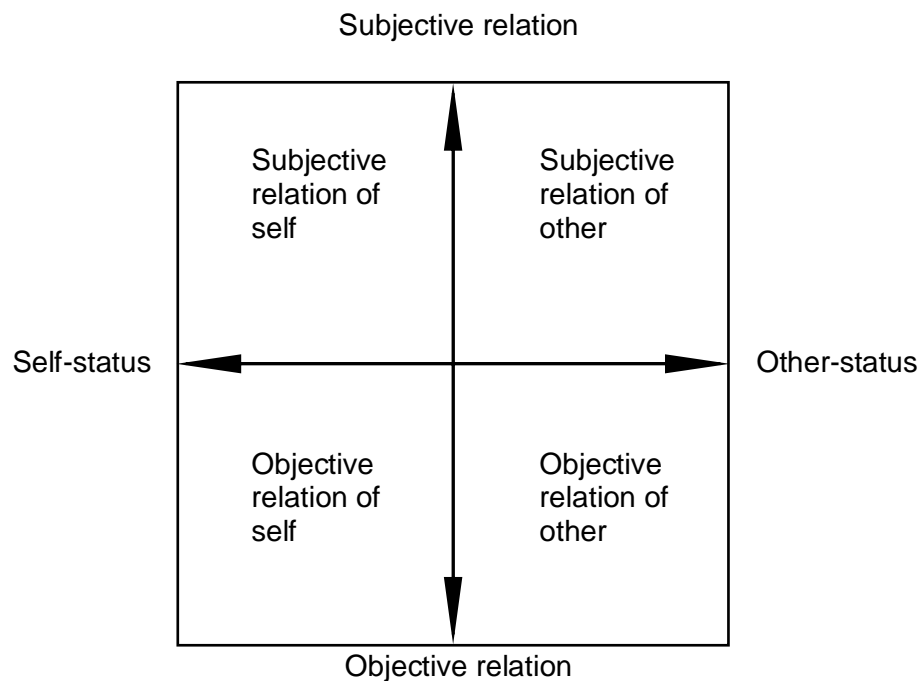 Subjective relation
Subjective
relation of
self
Subjective
relation of
other
Self-status
Other-status
Objective
relation of
self
Objective
relation of
other
Objective relation